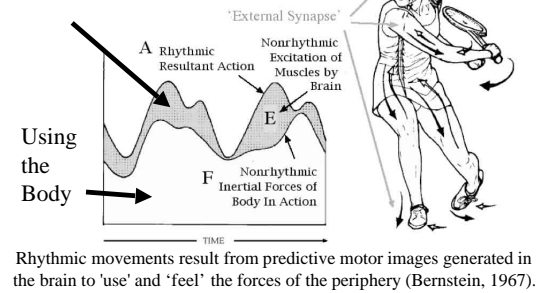 ‘External Synapse’
A Rhythmic
Resultant Action
Nonrhythmic
Excitation of
Muscles by
Brain
E
Using
the
Body
F
Nonrhythmic
Inertial Forces of
Body In Action
TIME
Rhythmic movements result from predictive motor images generated in
the brain to 'use' and ‘feel’ the forces of the periphery (Bernstein, 1967).